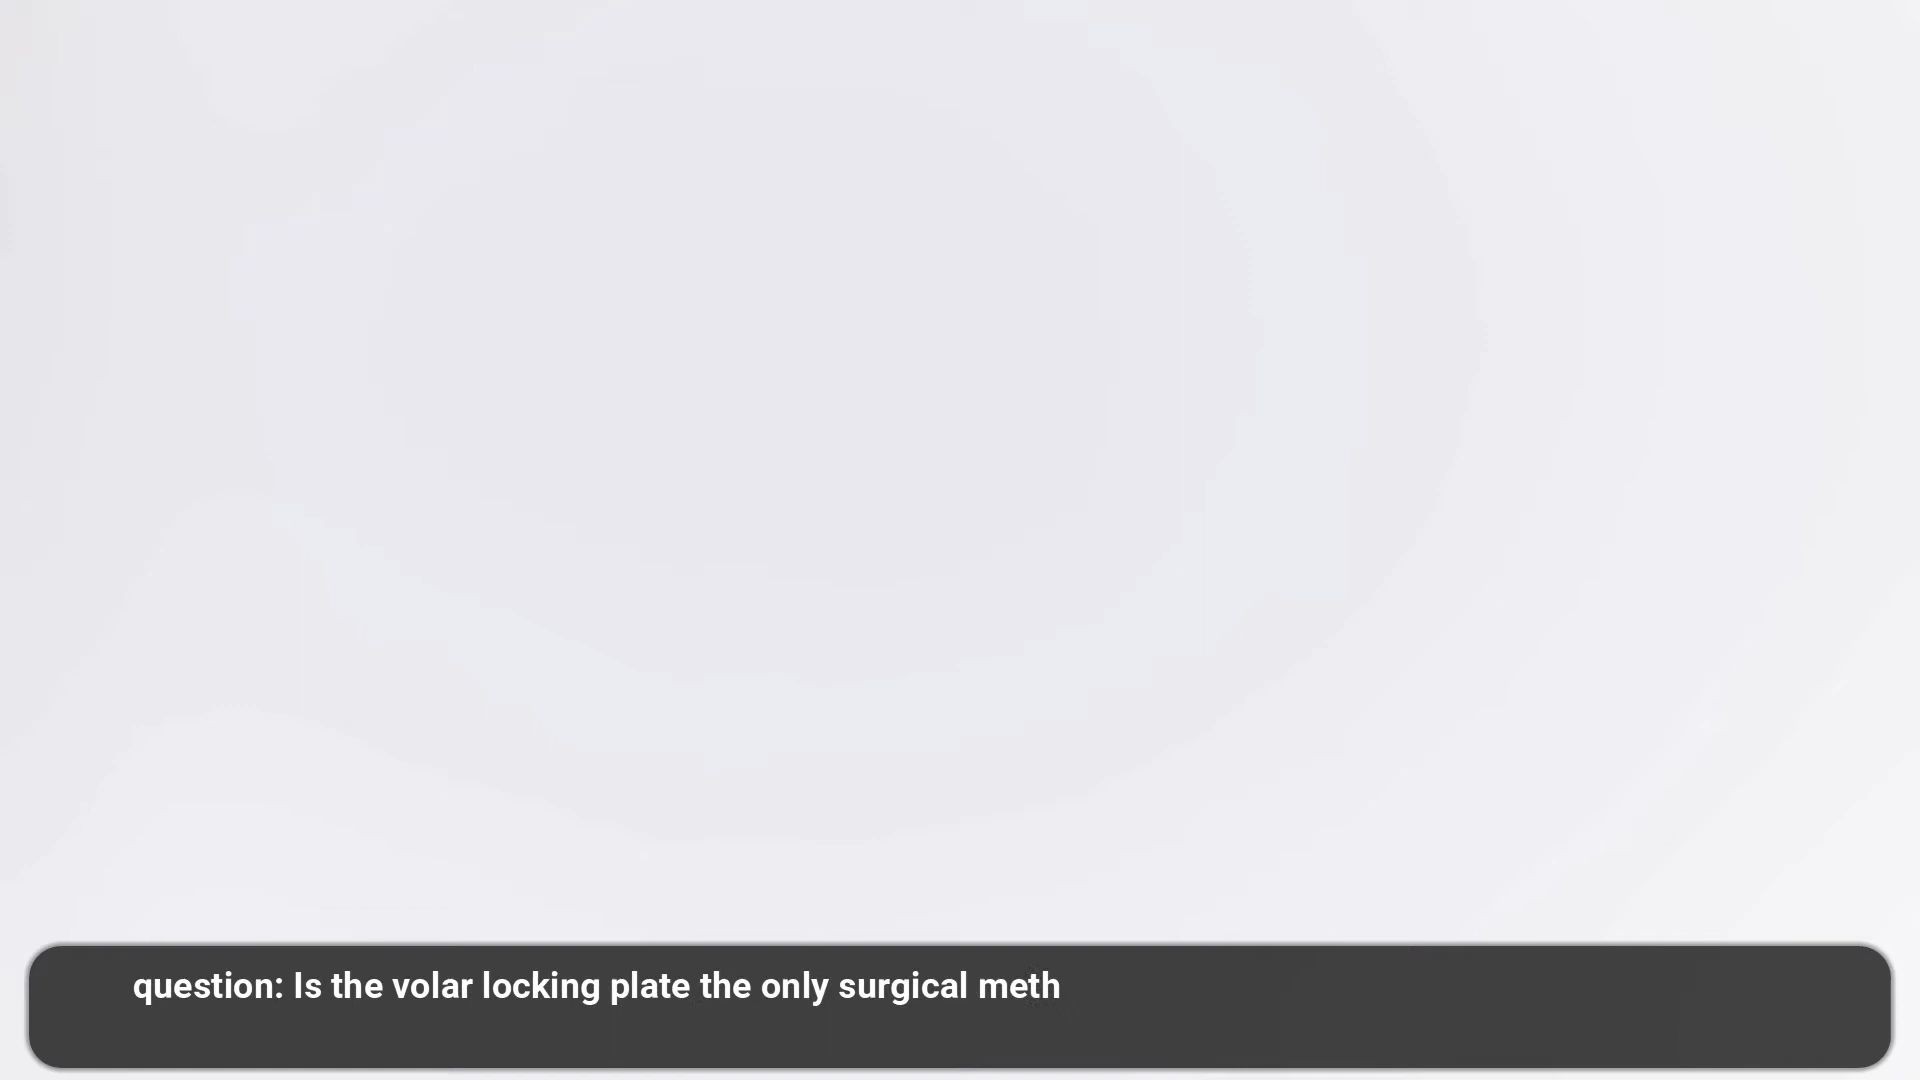 question: Is the volar locking plate the only surgical meth